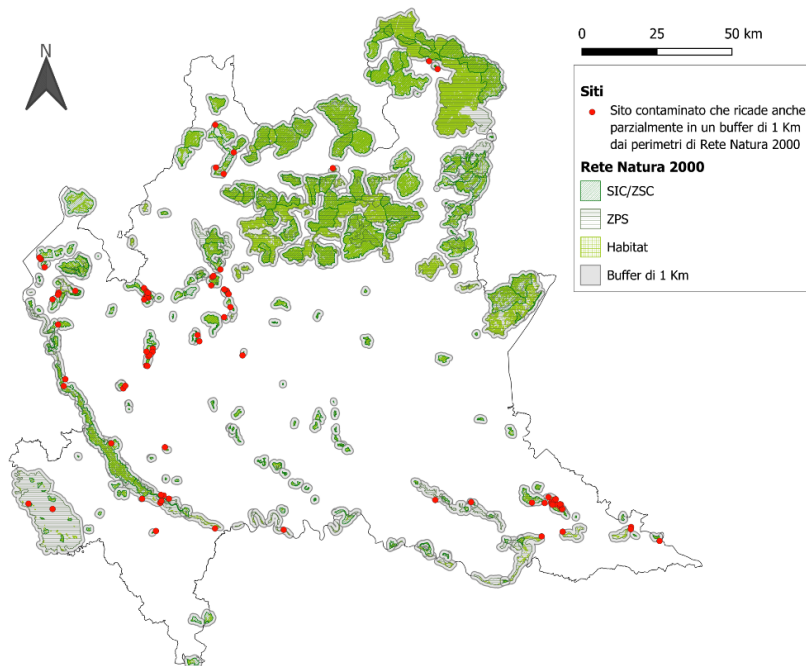 N
0 25 50 km
Siti
Sito contaminato che ricade anche
parzialmente in un buffer di 1 Km
dai perimetri di Rete Natura 2000
Rete Natura 2000
SIC/ZSC
ZPS
Habitat
Buffer di 1 Km